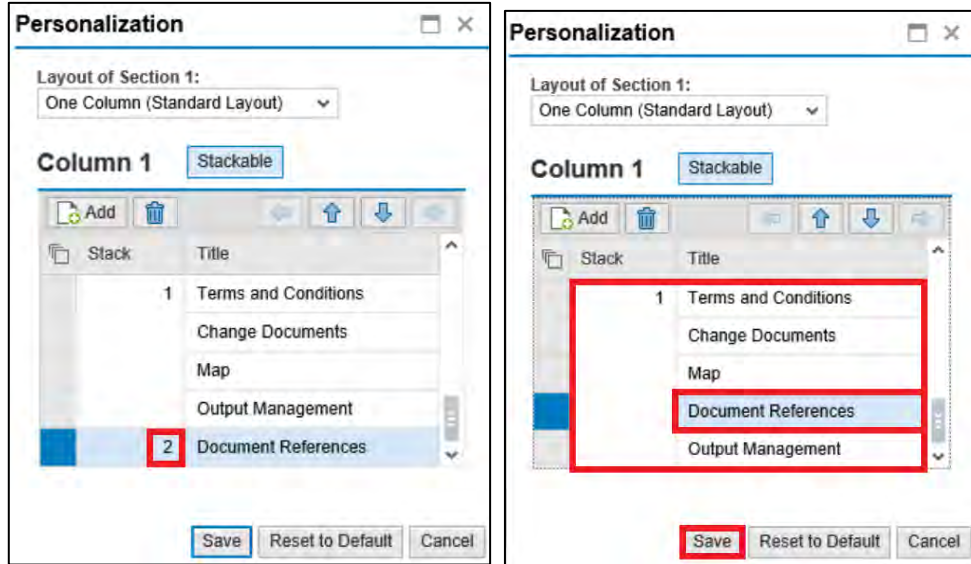 Personalization
Layout of Section 1:
One Column (Standard Layout)
Column 1 Stackable
Add
Stack Title
1 Terms and Conditions
Change Documents
Map
Output Management
2 Document References
Save Reset to Default Cancel
Personalization
Layout of Section 1:
One Column (Standard Layout)
Column 1 Stackable
Add
Stack Title
1 Terms and Conditions
Change Documents
Map
Document References
Output Management
Save Reset to Default Cancel